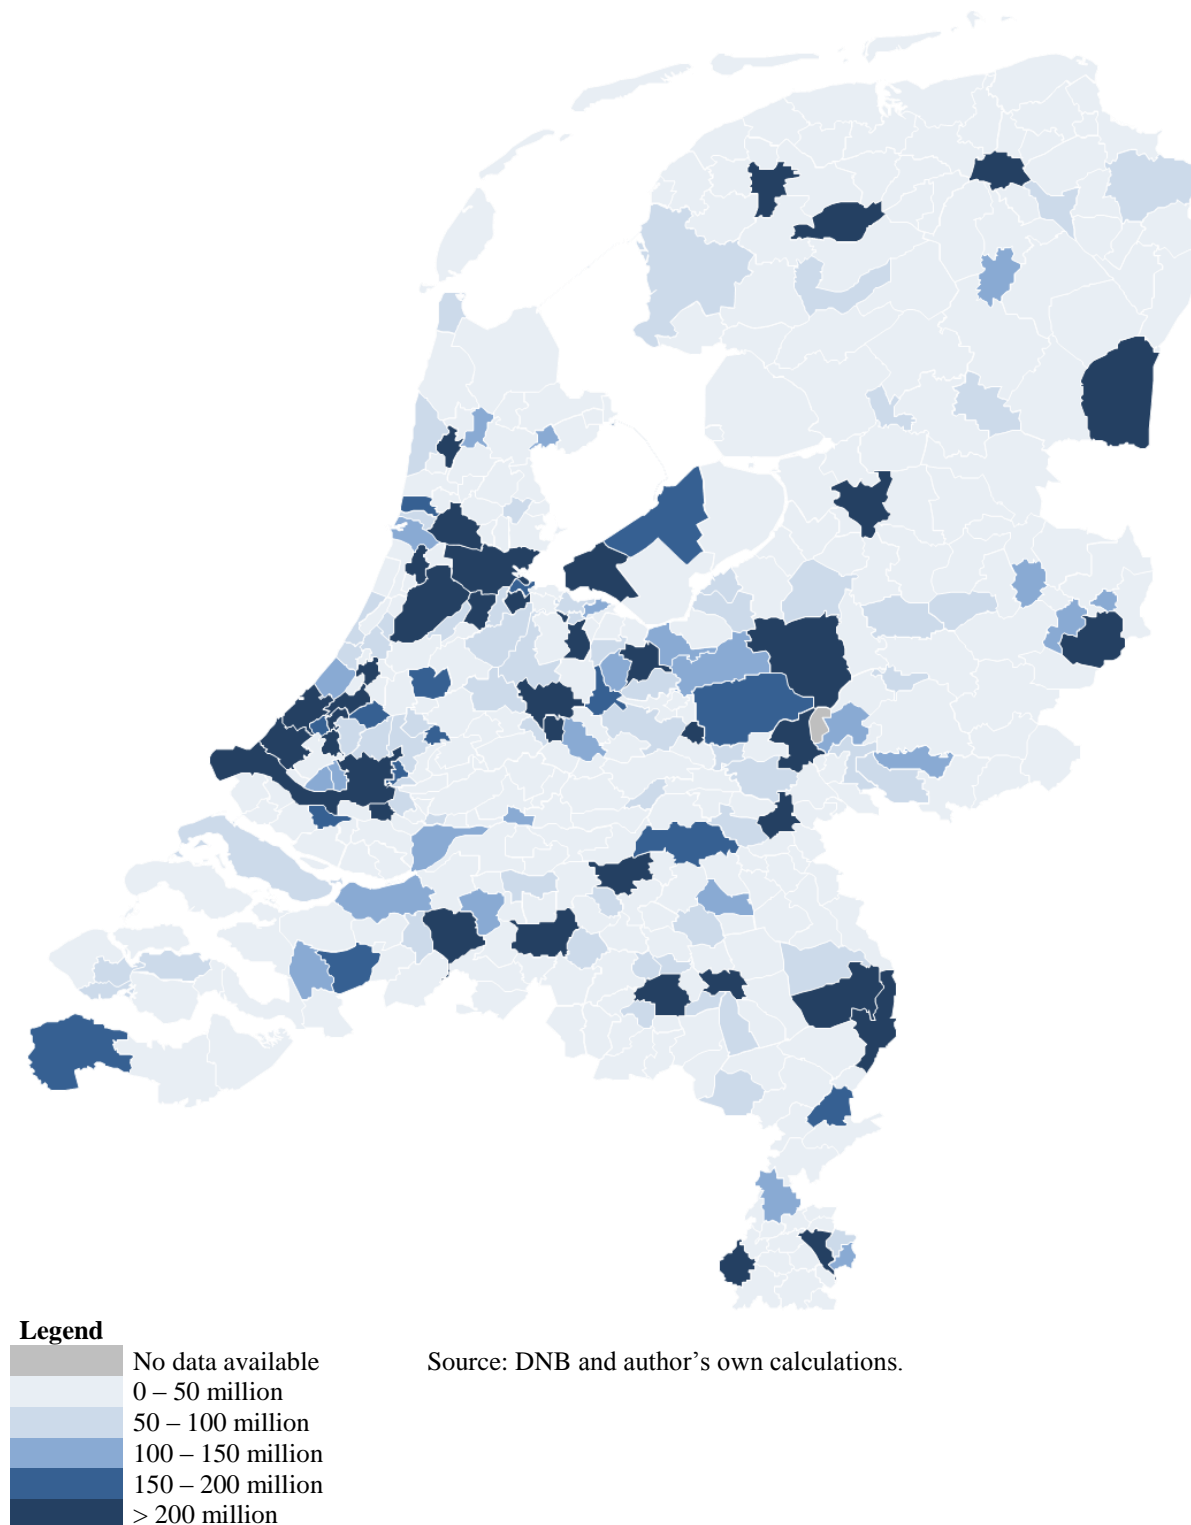 Legend
No data available
Source: DNB and author's own calculations.
0 – 50 million
50 – 100 million
100 – 150 million
150 – 200 million
> 200 million